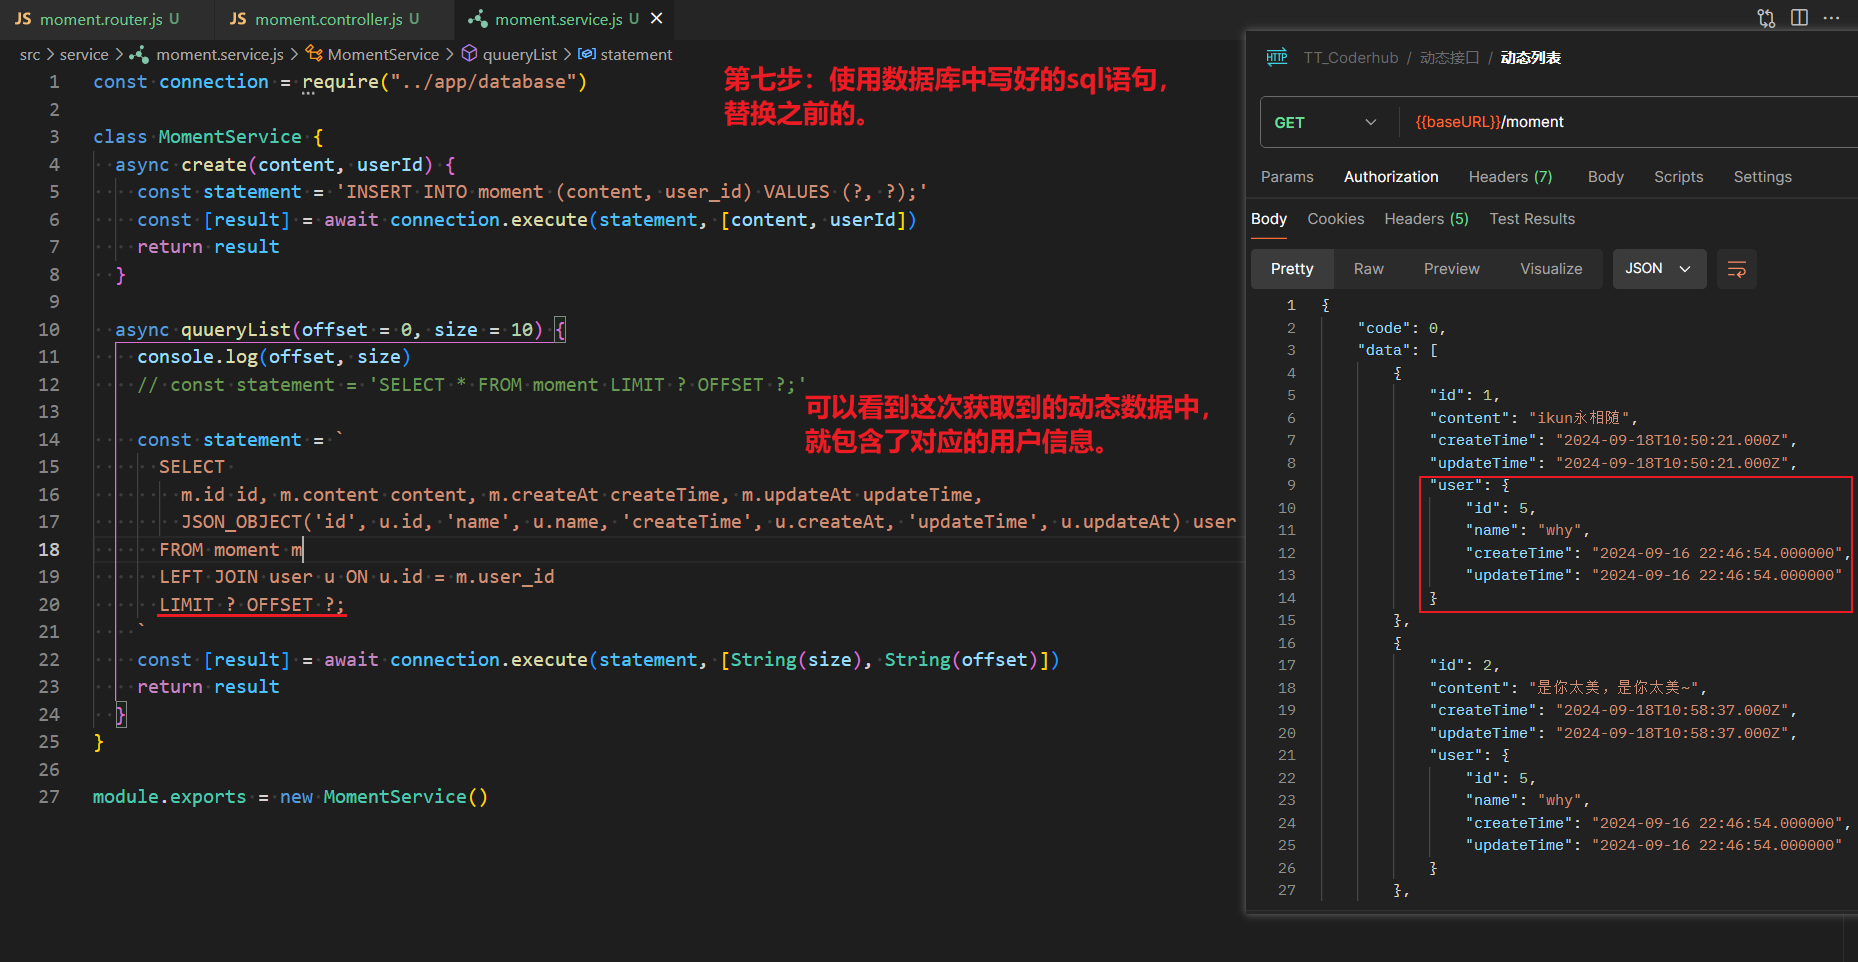 JS moment.router.js U
JS moment.controller.js U
moment.service.js U
src > service > moment.service.js > MomentService > quueryList > statement
1 const connection = require("../app/database")
2
3 class MomentService {
4 async create(content, userId) {
5 const statement = 'INSERT INTO moment (content, user_id) VALUES (?, ?);'
6 const [result] = await connection.execute(statement, [content, userId])
7 return result
8 }
9
10 async quueryList(offset = 0, size = 10) {
11 console.log(offset, size)
12 // const statement = 'SELECT * FROM moment LIMIT ? OFFSET ?;'
13
14 const statement = `
15 SELECT
16 m.id id, m.content content, m.createAt createTime, m.updateAt updateTime,
17 JSON_OBJECT('id', u.id, 'name', u.name, 'createTime', u.createAt, 'updateTime', u.updateAt) user
18 FROM moment m
19 LEFT JOIN user u ON u.id = m.user_id
20 LIMIT ? OFFSET ?;
21 `
22 const [result] = await connection.execute(statement, [String(size), String(offset)])
23 return result
24 }
25 }
26
27 module.exports = new MomentService()
第七步：使用数据库中写好的sql语句，
替换之前的。
可以看到这次获取到的动态数据中，
就包含了对应的用户信息。
HTTP TT_Coderhub / 动态接口 / 动态列表
GET {{baseURL}}/moment
Params Authorization Headers (7) Body Scripts Settings
Body Cookies Headers (5) Test Results
Pretty Raw Preview Visualize JSON
1 {
2 "code": 0,
3 "data": [
4 {
5 "id": 1,
6 "content": "ikun永相随",
7 "createTime": "2024-09-18T10:50:21.000Z",
8 "updateTime": "2024-09-18T10:50:21.000Z",
9 "user": {
10 "id": 5,
11 "name": "why",
12 "createTime": "2024-09-16 22:46:54.000000",
13 "updateTime": "2024-09-16 22:46:54.000000"
14 }
15 },
16 {
17 "id": 2,
18 "content": "是你太美，是你太美~",
19 "createTime": "2024-09-18T10:58:37.000Z",
20 "updateTime": "2024-09-18T10:58:37.000Z",
21 "user": {
22 "id": 5,
23 "name": "why",
24 "createTime": "2024-09-16 22:46:54.000000",
25 "updateTime": "2024-09-16 22:46:54.000000"
26 }
27 },